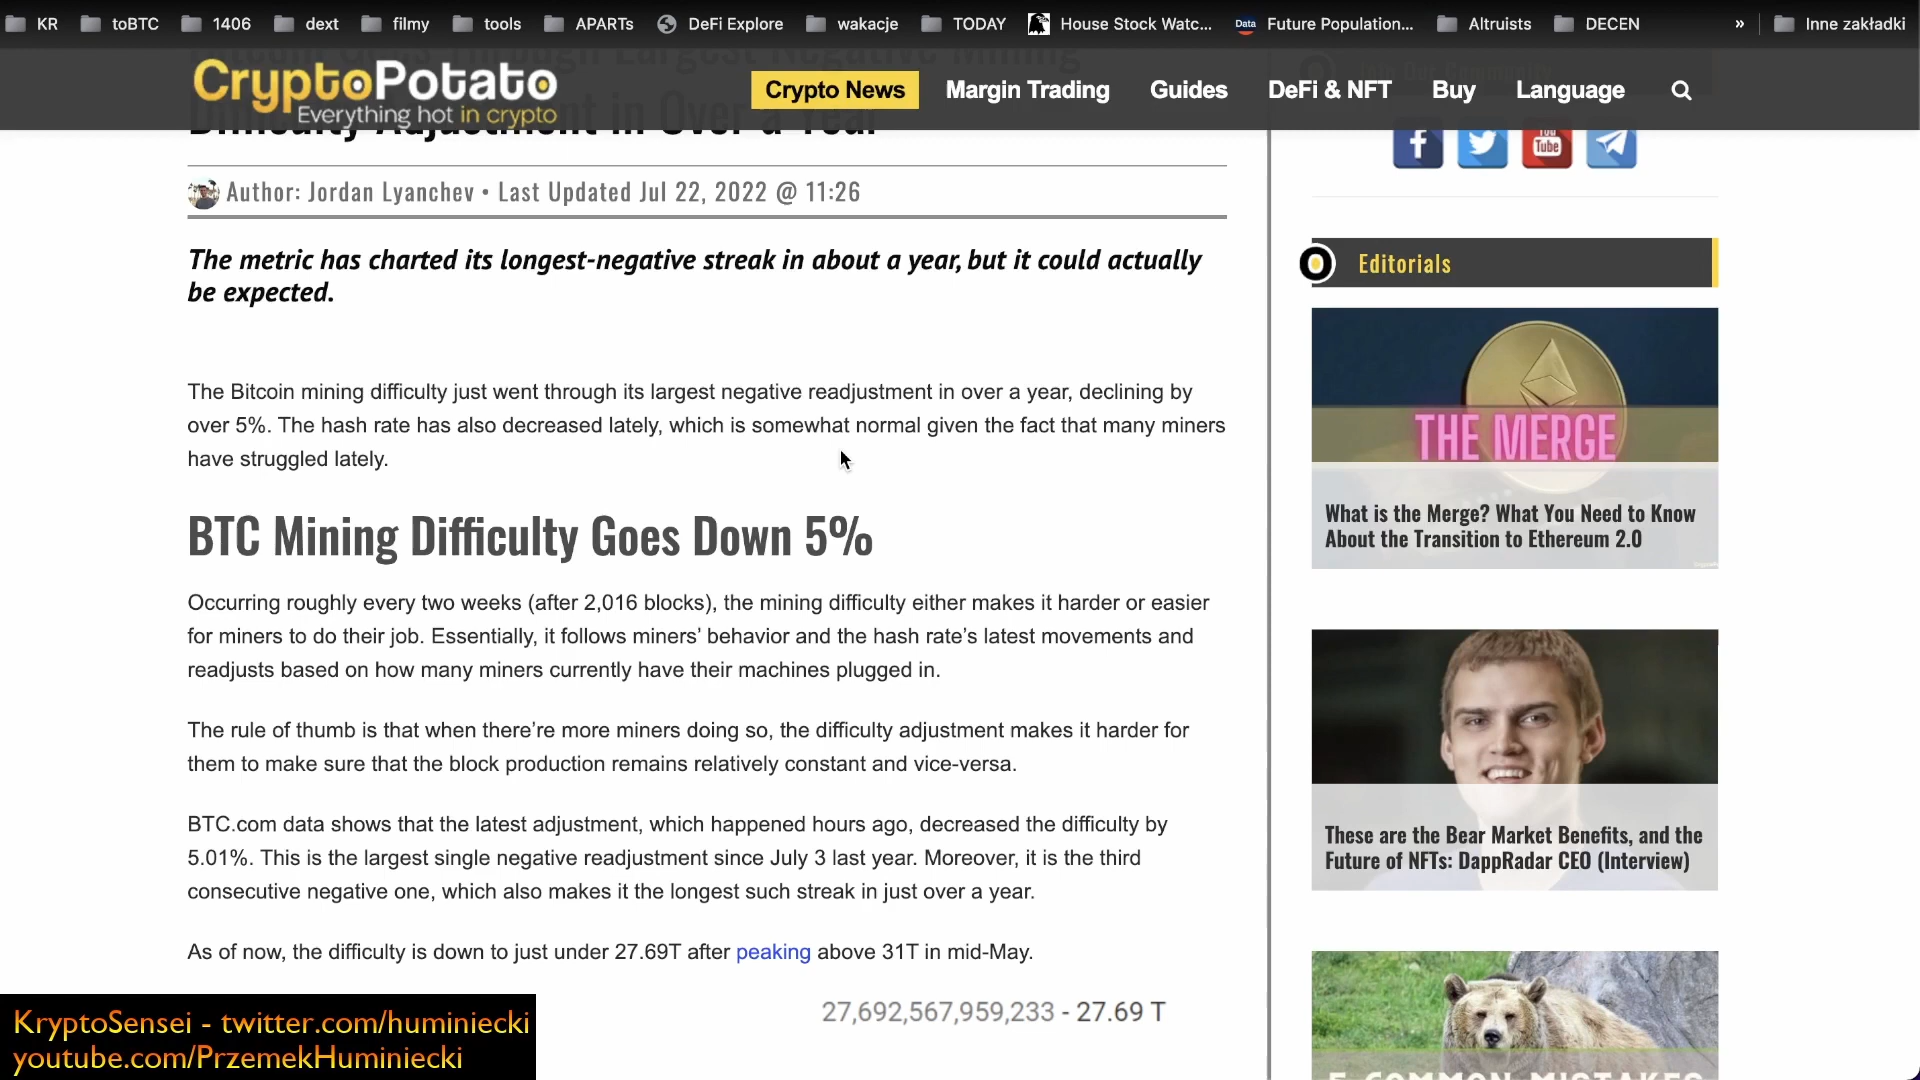 KR toBTC 1406 dext filmy tools APARTs DeFi Explore wakacje TODAY House Stock Watc... Data Future Population... Altruists DECEN » Inne zakładki
CryptoPotato
Everything hot in crypto
Crypto News Margin Trading Guides DeFi & NFT Buy Language
Difficulty Adjustment in Over a Year
Author: Jordan Lyanchev • Last Updated Jul 22, 2022 @ 11:26
The metric has charted its longest-negative streak in about a year, but it could actually
be expected.
The Bitcoin mining difficulty just went through its largest negative readjustment in over a year, declining by
over 5%. The hash rate has also decreased lately, which is somewhat normal given the fact that many miners
have struggled lately.
BTC Mining Difficulty Goes Down 5%
Occurring roughly every two weeks (after 2,016 blocks), the mining difficulty either makes it harder or easier
for miners to do their job. Essentially, it follows miners' behavior and the hash rate's latest movements and
readjusts based on how many miners currently have their machines plugged in.
The rule of thumb is that when there're more miners doing so, the difficulty adjustment makes it harder for
them to make sure that the block production remains relatively constant and vice-versa.
BTC.com data shows that the latest adjustment, which happened hours ago, decreased the difficulty by
5.01%. This is the largest single negative readjustment since July 3 last year. Moreover, it is the third
consecutive negative one, which also makes it the longest such streak in just over a year.
As of now, the difficulty is down to just under 27.69T after peaking above 31T in mid-May.
27,692,567,959,233 - 27.69 T
You
Tube
Editorials
THE MERGE
What is the Merge? What You Need to Know
About the Transition to Ethereum 2.0
These are the Bear Market Benefits, and the
Future of NFTs: DappRadar CEO (Interview)
5 COMMON MISTAKES
KryptoSensei - twitter.com/huminiecki
youtube.com/PrzemekHuminiecki